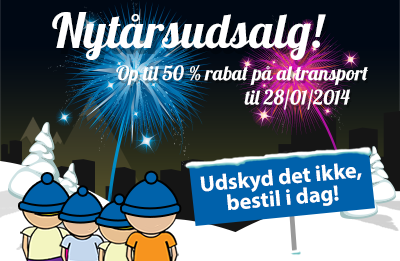 Nytårsudsalg!
Op til 50 % rabat på al transport
til 28/01/2014
Udskyd det ikke,
bestil i dag!